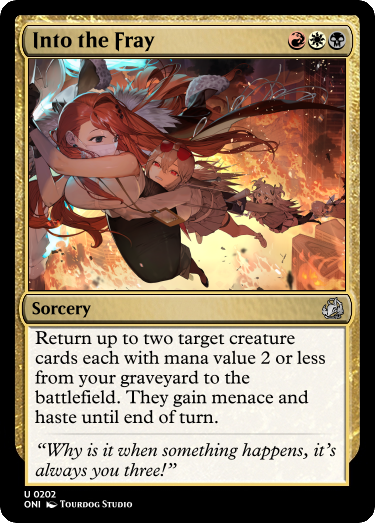 Into the Fray
Sorcery
Return up to two target creature
cards each with mana value 2 or less
from your graveyard to the
battlefield. They gain menace and
haste until end of turn.
“Why is it when something happens, it’s
always you three!”
U 0202
ONI Tourdog Studio